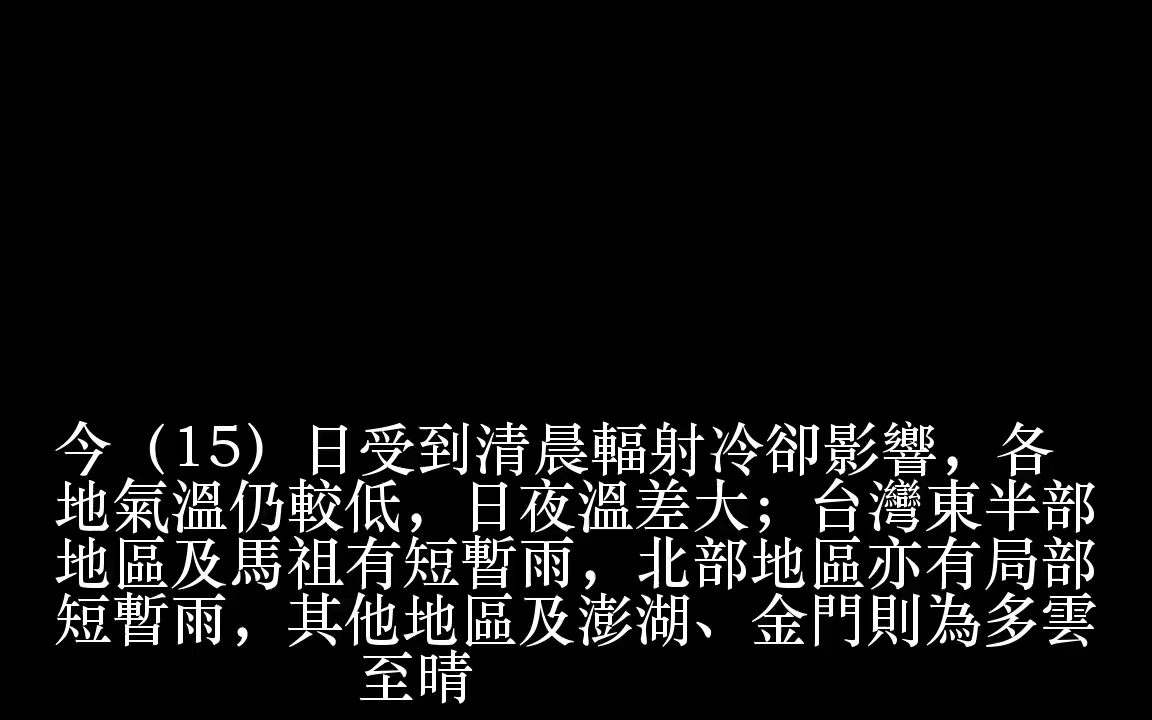 今（15）日受到清晨輻射冷卻影響，各
地氣溫仍較低，日夜溫差大；台灣東半部
地區及馬祖有短暫雨，北部地區亦有局部
短暫雨，其他地區及澎湖、金門則為多雲
至晴